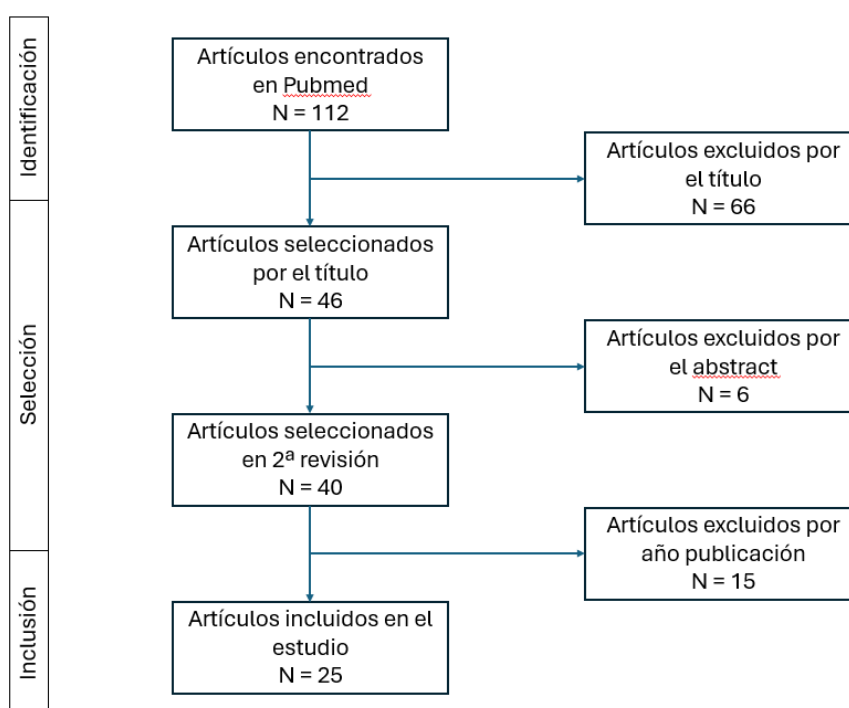 Identificación
Artículos encontrados
en Pubmed
N = 112
Artículos excluidos por
el título
N = 66
Selección
Artículos seleccionados
por el título
N = 46
Artículos excluidos por
el abstract
N = 6
Artículos seleccionados
en 2ª revisión
N = 40
Artículos excluidos por
año publicación
N = 15
Inclusión
Artículos incluidos en el
estudio
N = 25